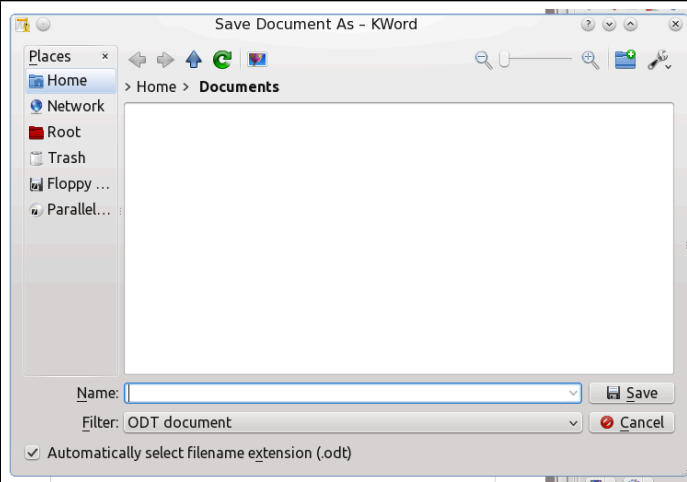 Save Document As – KWord
Places
Home
Network
Root
Trash
Floppy ...
Parallel...
> Home > Documents
Name:
Save
Filter: ODT document
Cancel
Automatically select filename extension (.odt)